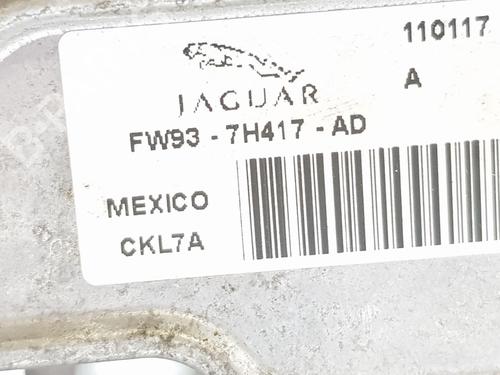 110117
A
JAGUAR
FW93 - 7H417 - AD
MEXICO
CKL7A